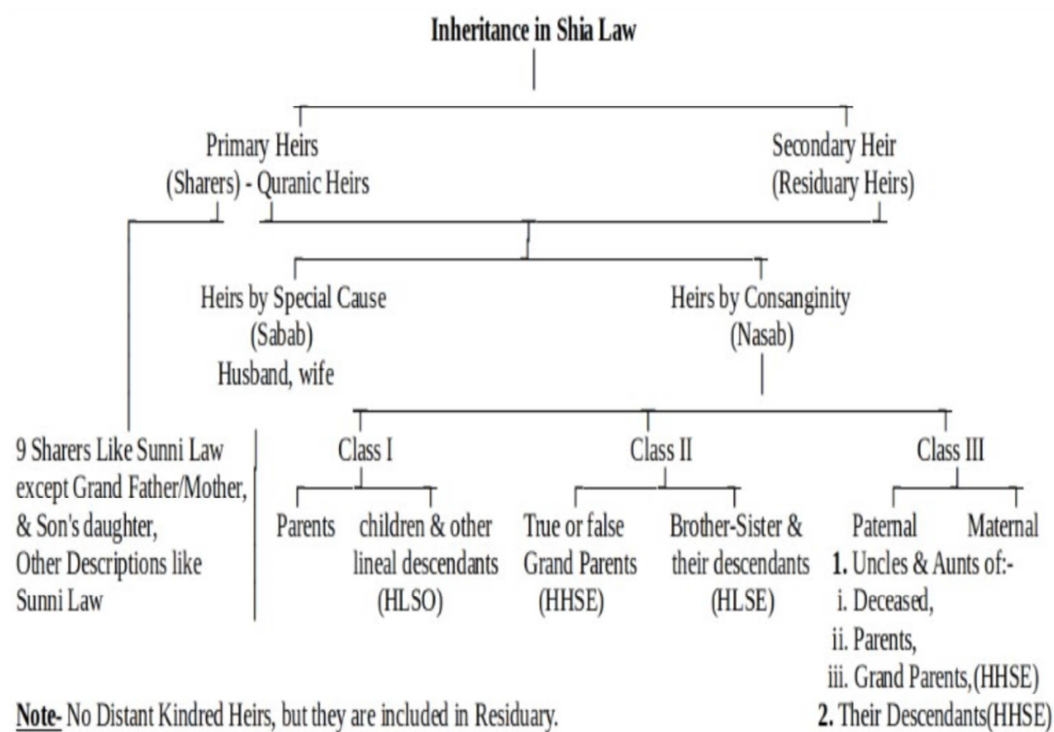 Inheritance in Shia Law
Primary Heirs
(Sharers) - Quranic Heirs
Secondary Heir
(Residuary Heirs)
Heirs by Special Cause
(Sabab)
Husband, wife
Heirs by Consanginity
(Nasab)
9 Sharers Like Sunni Law
except Grand Father/Mother,
& Son's daughter,
Other Descriptions like
Sunni Law
Class I
Parents
children & other
lineal descendants
(HLSO)
Class II
True or false
Grand Parents
(HHSE)
Brother-Sister &
their descendants
(HLSE)
Class III
Paternal
Maternal
1. Uncles & Aunts of:-
i. Deceased,
ii. Parents,
iii. Grand Parents,(HHSE)
2. Their Descendants(HHSE)
Note- No Distant Kindred Heirs, but they are included in Residuary.